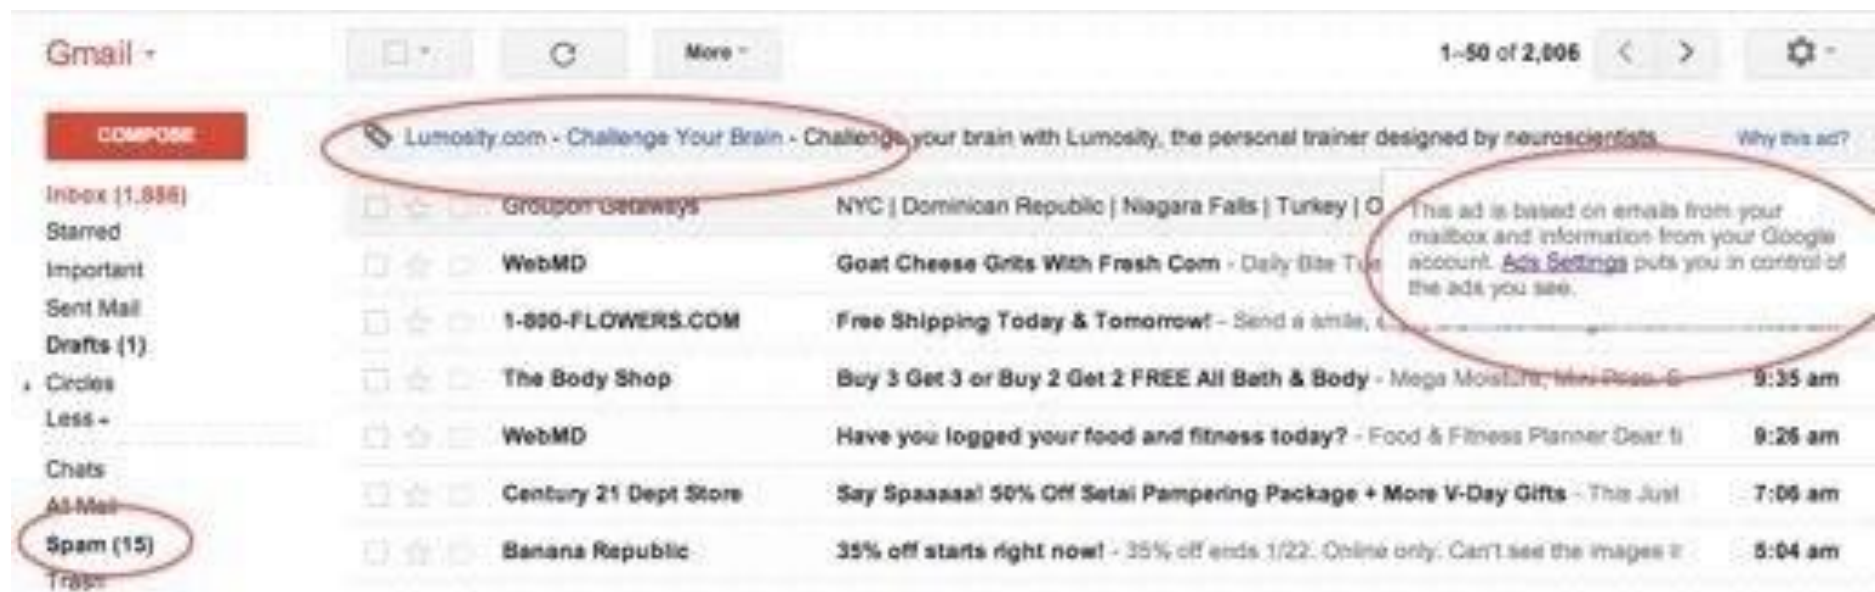 Gmail
More
1–50 of 2,006
COMPOSE
Lumosity.com - Challenge Your Brain - Challenge your brain with Lumosity, the personal trainer designed by neuroscientists.
Why this ad?
This ad is based on emails from your
mailbox and information from your Google
account. Ads Settings puts you in control of
the ads you see.
Inbox (1,886)
Starred
Important
Sent Mail
Drafts (1)
Circles
Less
Chats
All Mail
Spam (15)
Trash
Groupon Getaways NYC | Dominican Republic | Niagara Falls | Turkey | O
WebMD Goat Cheese Grits With Fresh Corn - Daily Bite Tue
1-800-FLOWERS.COM Free Shipping Today & Tomorrow! - Send a smile,
The Body Shop Buy 3 Get 3 or Buy 2 Get 2 FREE All Bath & Body - Mega Moisture, Mini 9:35 am
WebMD Have you logged your food and fitness today? - Food & Fitness Planner Dear 9:26 am
Century 21 Dept Store Say Spaaaaa! 50% Off Setai Pampering Package + More V-Day Gifts - This Just 7:06 am
Banana Republic 35% off starts right now! - 35% off ends 1/22. Online only. Can't see the images 5:04 am